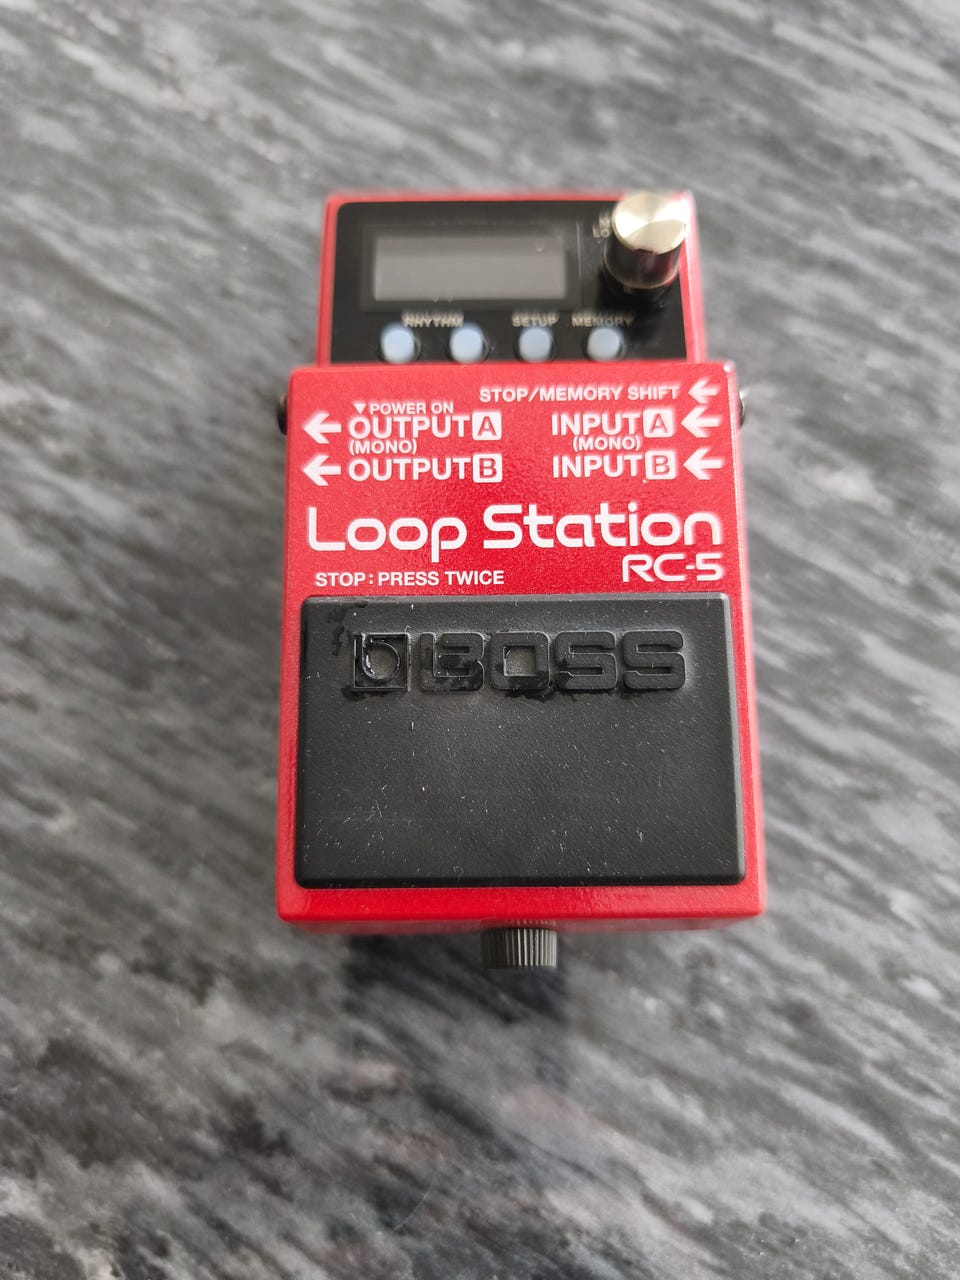 RHYTHM SETUP MEMORY
STOP/MEMORY SHIFT ←
▼POWER ON
← OUTPUT A INPUT A ←
(MONO) (MONO)
← OUTPUT B INPUT B ←
Loop Station
RC-5
STOP:PRESS TWICE
BOSS